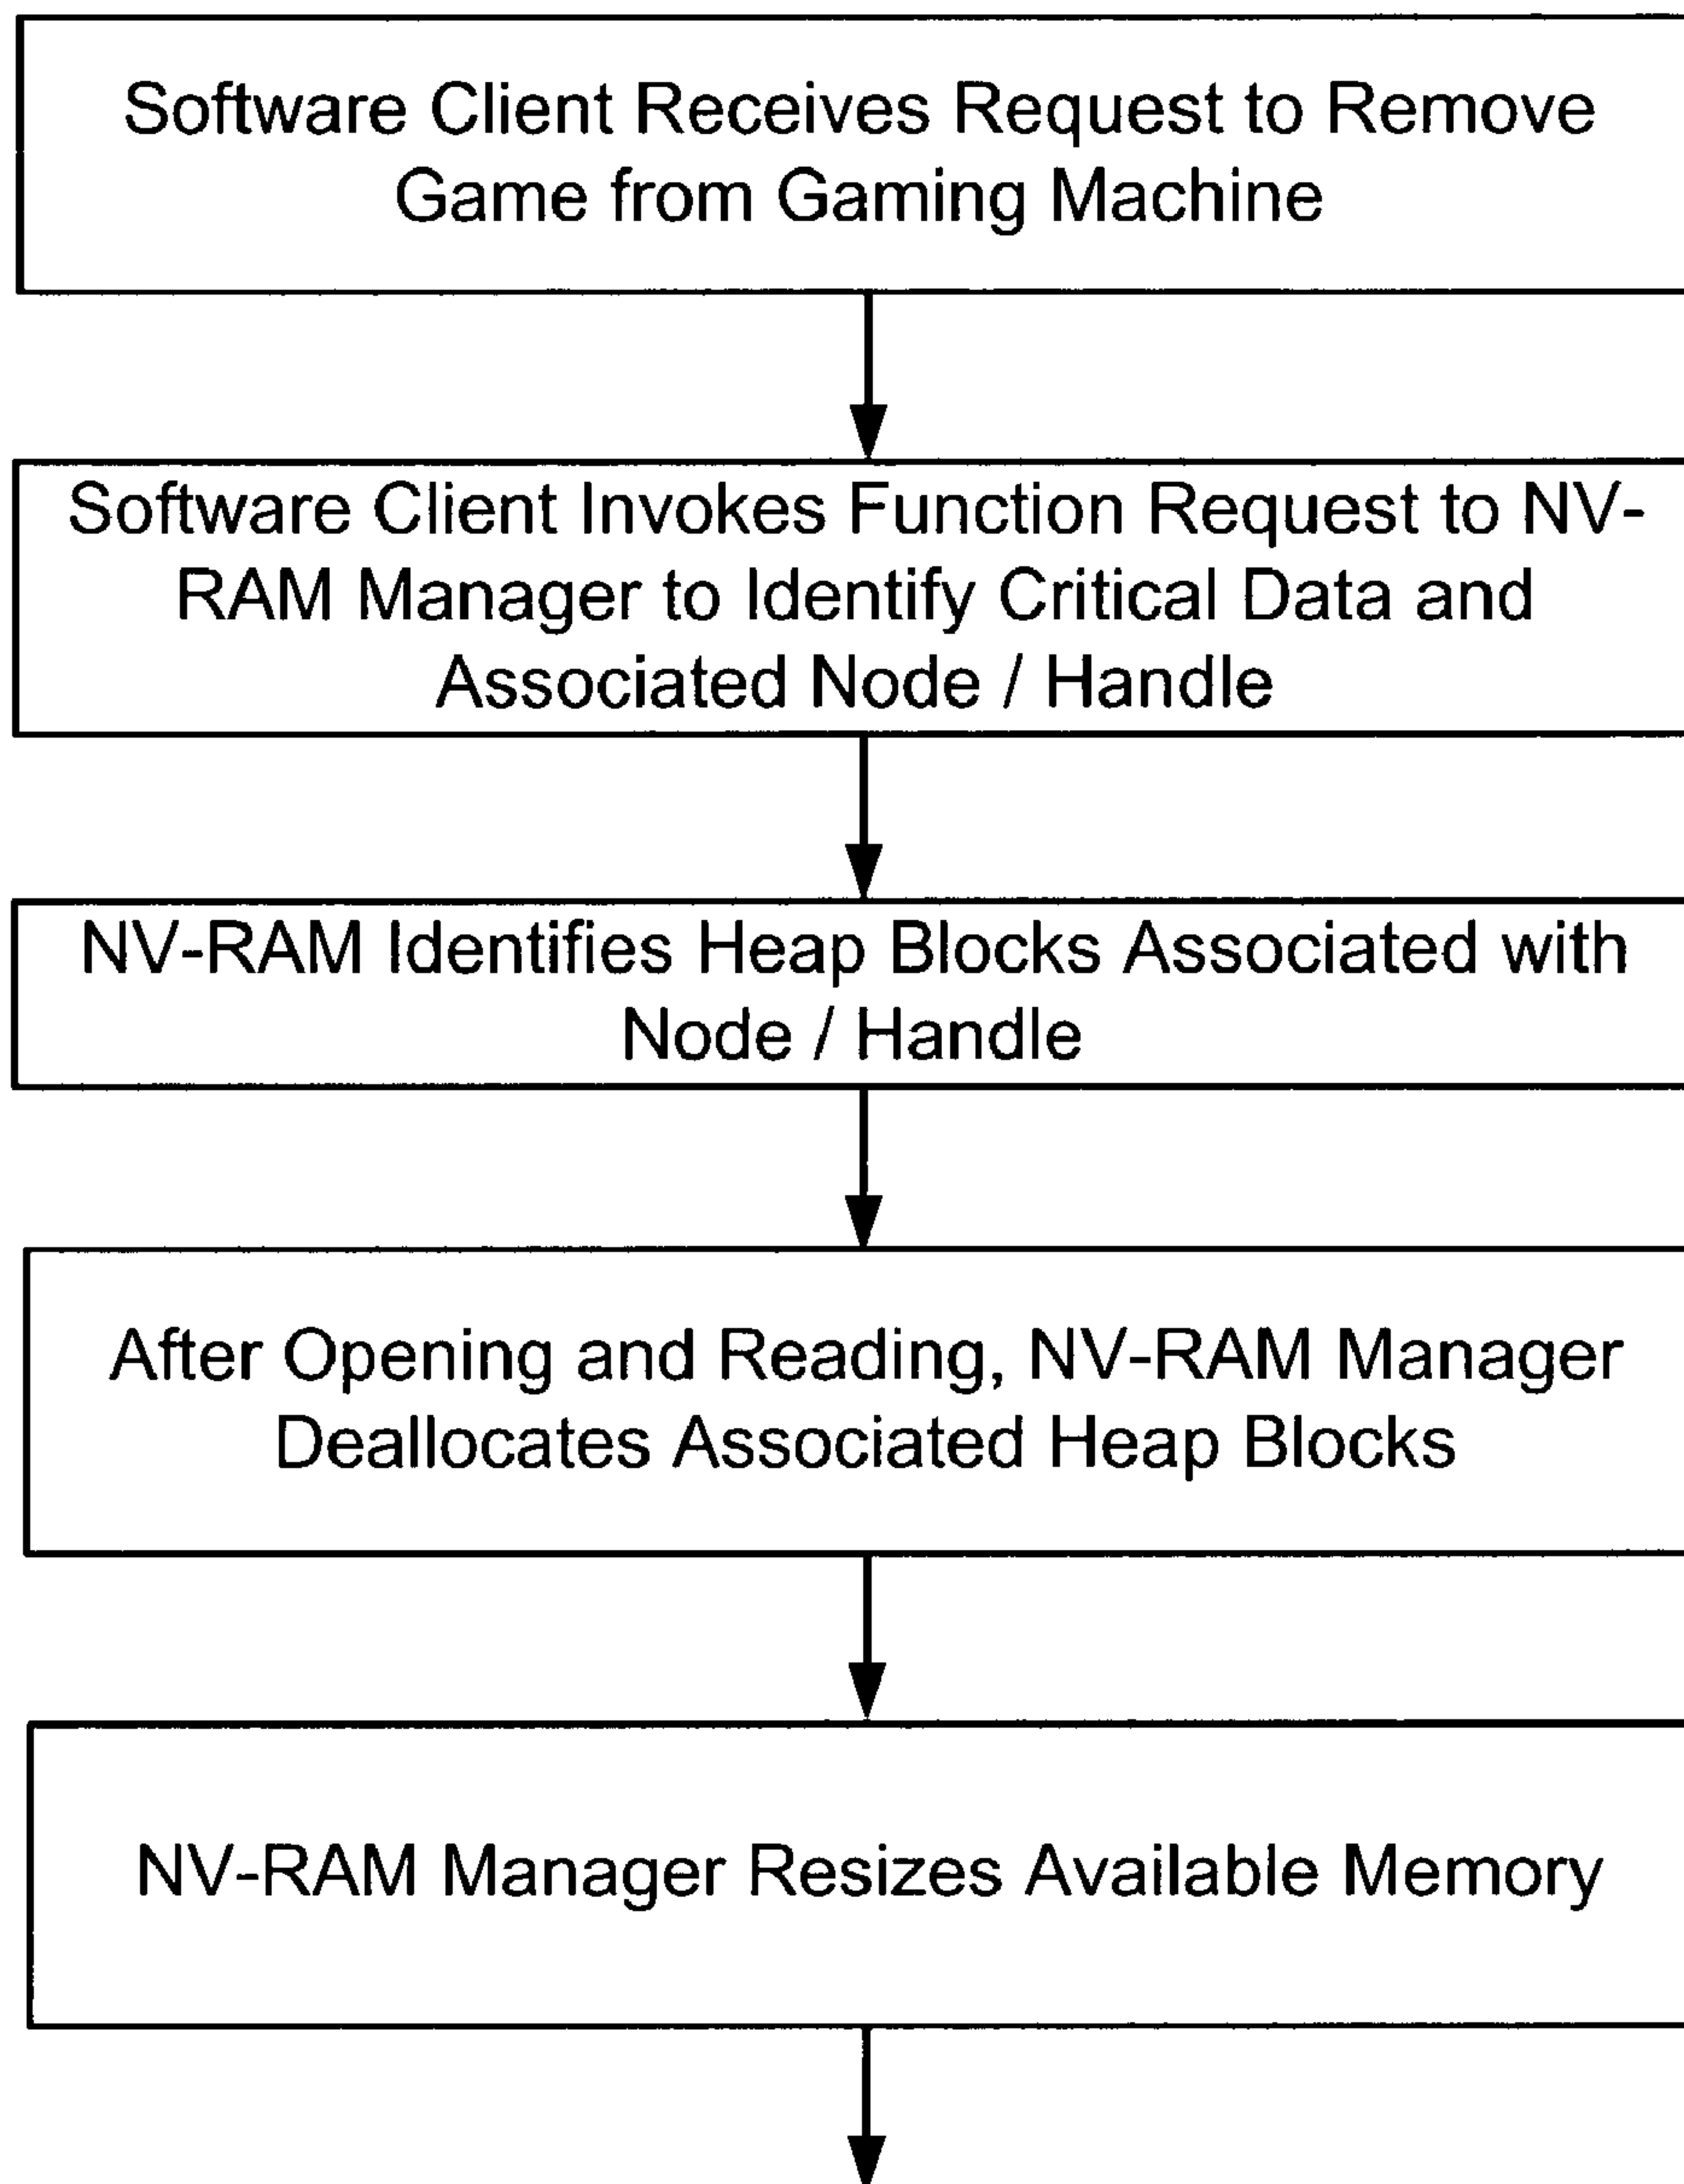 Software Client Receives Request to Remove
Game from Gaming Machine
Software Client Invokes Function Request to NV-
RAM Manager to Identify Critical Data and
Associated Node / Handle
NV-RAM Identifies Heap Blocks Associated with
Node / Handle
After Opening and Reading, NV-RAM Manager
Deallocates Associated Heap Blocks
NV-RAM Manager Resizes Available Memory